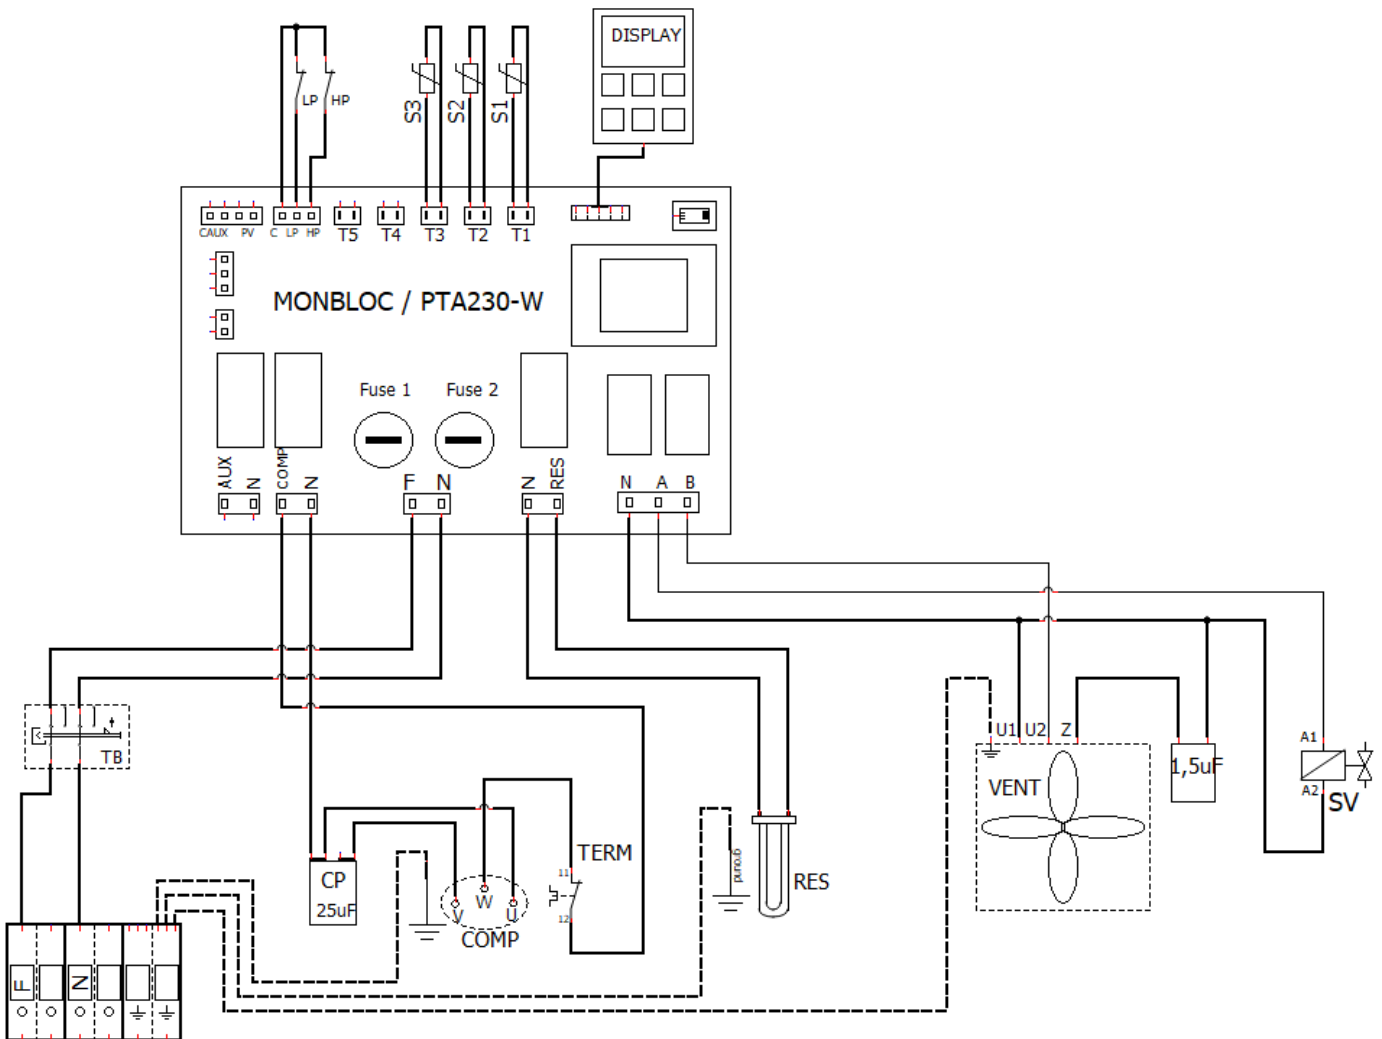 DISPLAY
LP HP
S3 S2 S1
CAUX PV C LP HP T5 T4 T3 T2 T1
MONBLOC / PTA230-W
Fuse 1 Fuse 2
AUX N COMP N F N N RES N A B
TB
U1 U2 Z
VENT
1,5uF
A1
A2
SV
TERM
11
12
CP
25uF
V W U
COMP
ground
RES
F N